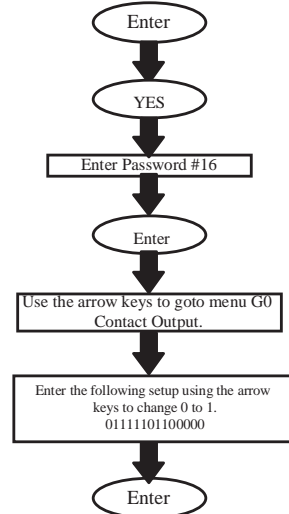 Enter
YES
Enter Password #16
Enter
Use the arrow keys to goto menu G0
Contact Output.
Enter the following setup using the arrow
keys to change 0 to 1.
01111101100000
Enter